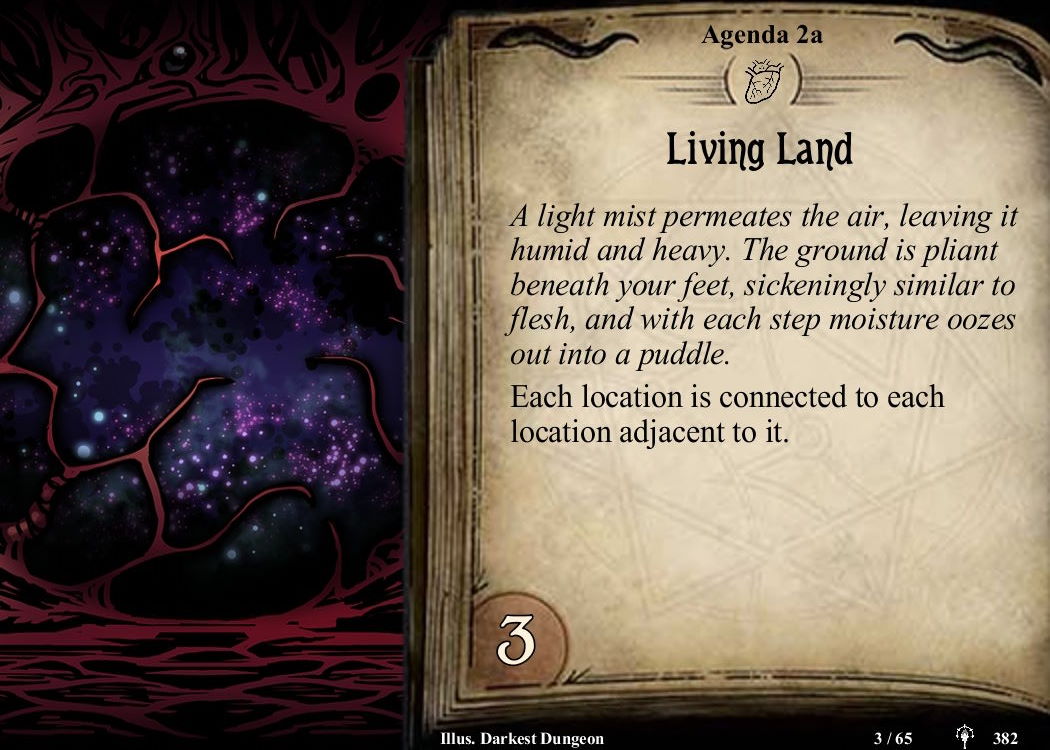 Agenda 2a
Living Land
A light mist permeates the air, leaving it
humid and heavy. The ground is pliant
beneath your feet, sickeningly similar to
flesh, and with each step moisture oozes
out into a puddle.
Each location is connected to each
location adjacent to it.
3
Illus. Darkest Dungeon
3 / 65
382